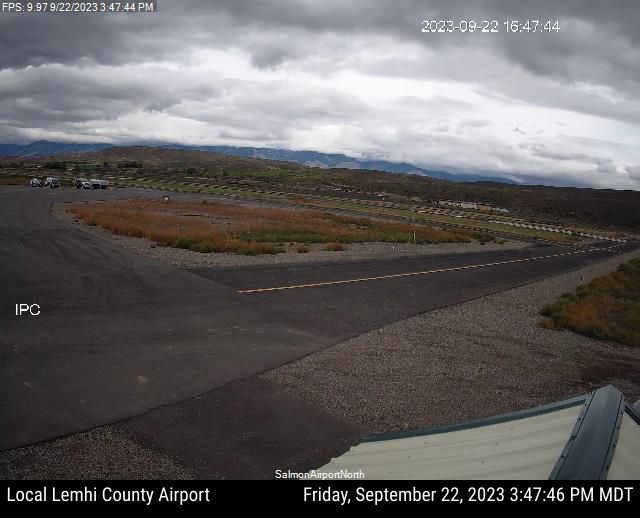 FPS: 9.97 9/22/2023 3:47:44 PM
2023-09-22 16:47:44
IPC
SalmonAirportNorth
Local Lemhi County Airport
Friday, September 22, 2023 3:47:46 PM MDT